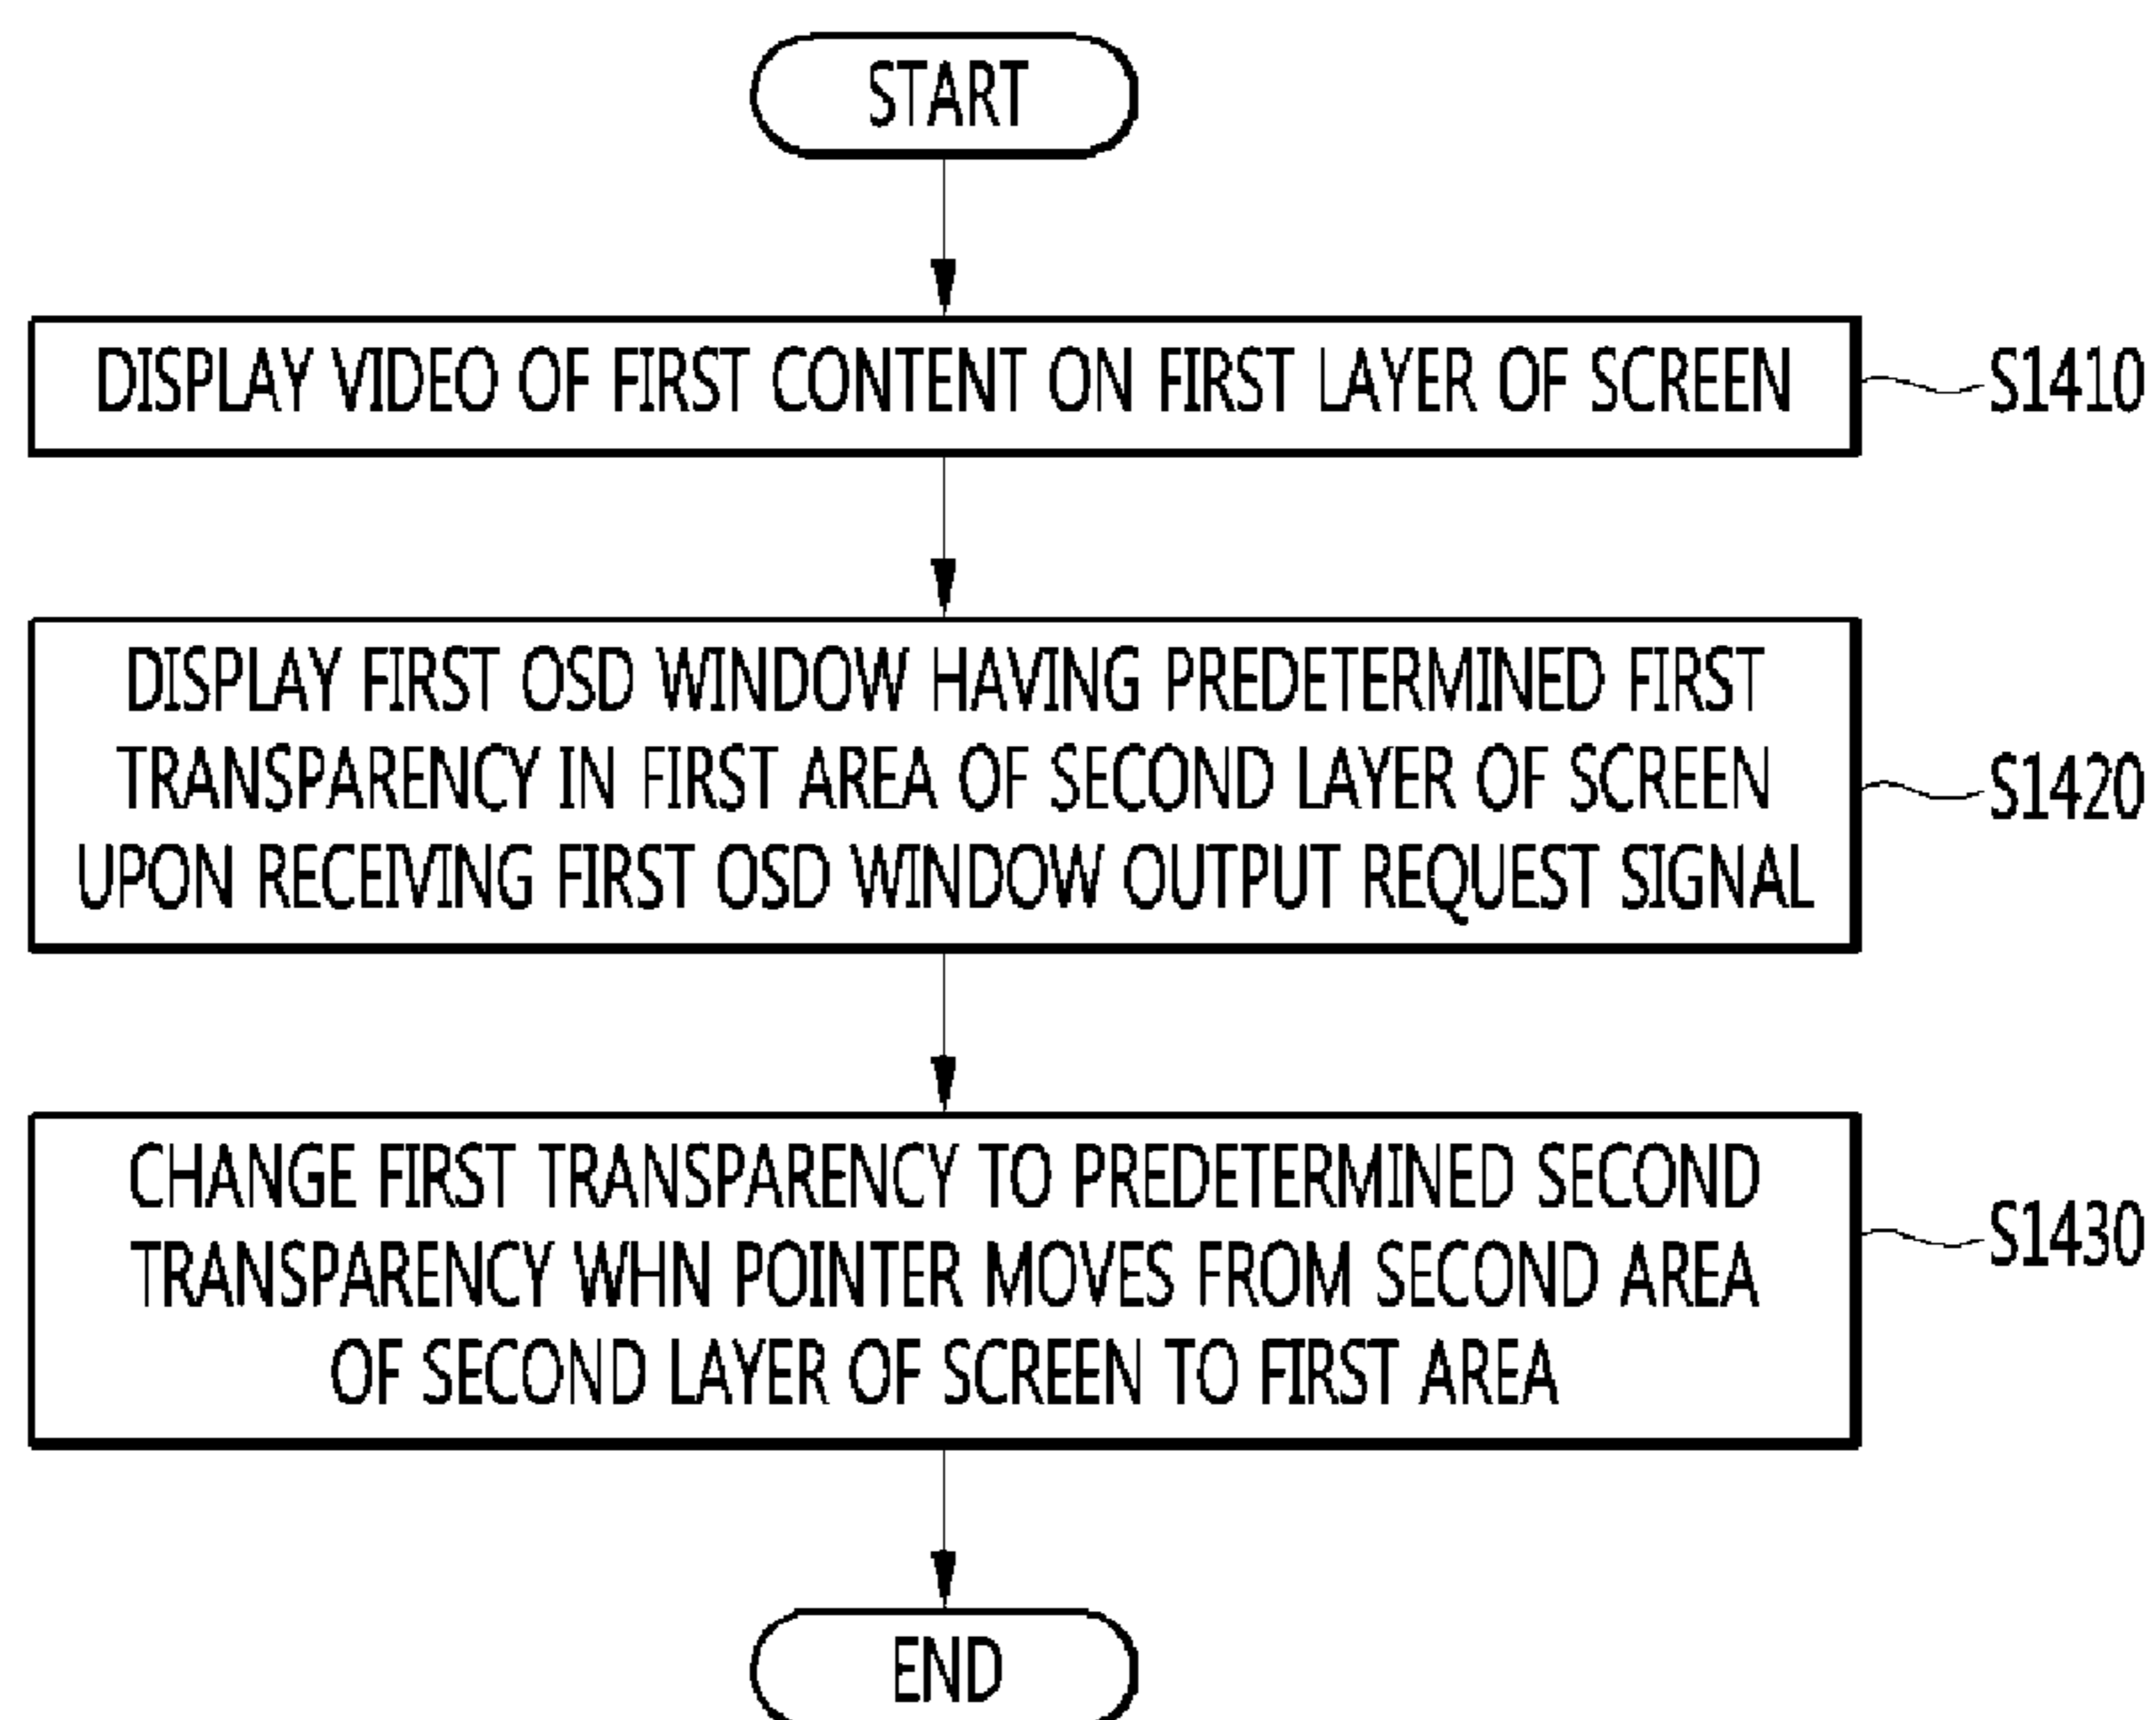 START
DISPLAY VIDEO OF FIRST CONTENT ON FIRST LAYER OF SCREEN
S1410
DISPLAY FIRST OSD WINDOW HAVING PREDETERMINED FIRST
TRANSPARENCY IN FIRST AREA OF SECOND LAYER OF SCREEN
UPON RECEIVING FIRST OSD WINDOW OUTPUT REQUEST SIGNAL
S1420
CHANGE FIRST TRANSPARENCY TO PREDETERMINED SECOND
TRANSPARENCY WHN POINTER MOVES FROM SECOND AREA
OF SECOND LAYER OF SCREEN TO FIRST AREA
S1430
END